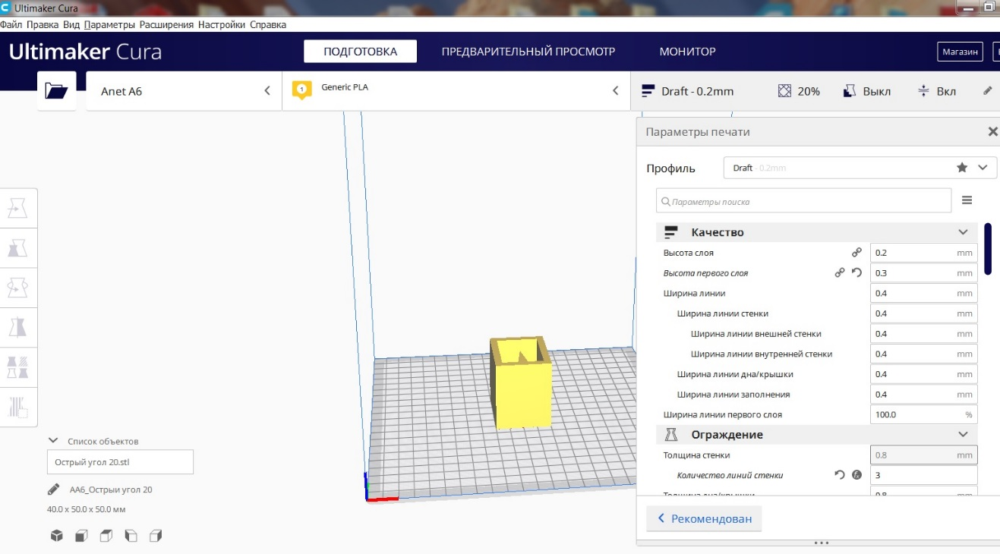 Ultimaker Cura
Файл Правка Вид Параметры Расширения Настройки Справка
Ultimaker Cura ПОДГОТОВКА ПРЕДВАРИТЕЛЬНЫЙ ПРОСМОТР МОНИТОР Магазин
Anet A6 1 Generic PLA Draft - 0.2mm 20% Выкл Вкл
Параметры печати
Профиль Draft - 0.2mm
Параметры поиска
Качество
Высота слоя 0.2 mm
Высота первого слоя 0.3 mm
Ширина линии 0.4 mm
Ширина линии стенки 0.4 mm
Ширина линии внешней стенки 0.4 mm
Ширина линии внутренней стенки 0.4 mm
Ширина линии дна/крышки 0.4 mm
Ширина линии заполнения 0.4 mm
Ширина линии первого слоя 100.0 %
Ограждение
Толщина стенки 0.8 mm
Количество линий стенки 3
Толщина дна/крышки 0.8 mm
Рекомендован
Список объектов
Острый угол 20.stl
AA6_Острый угол 20
40.0 x 50.0 x 50.0 мм